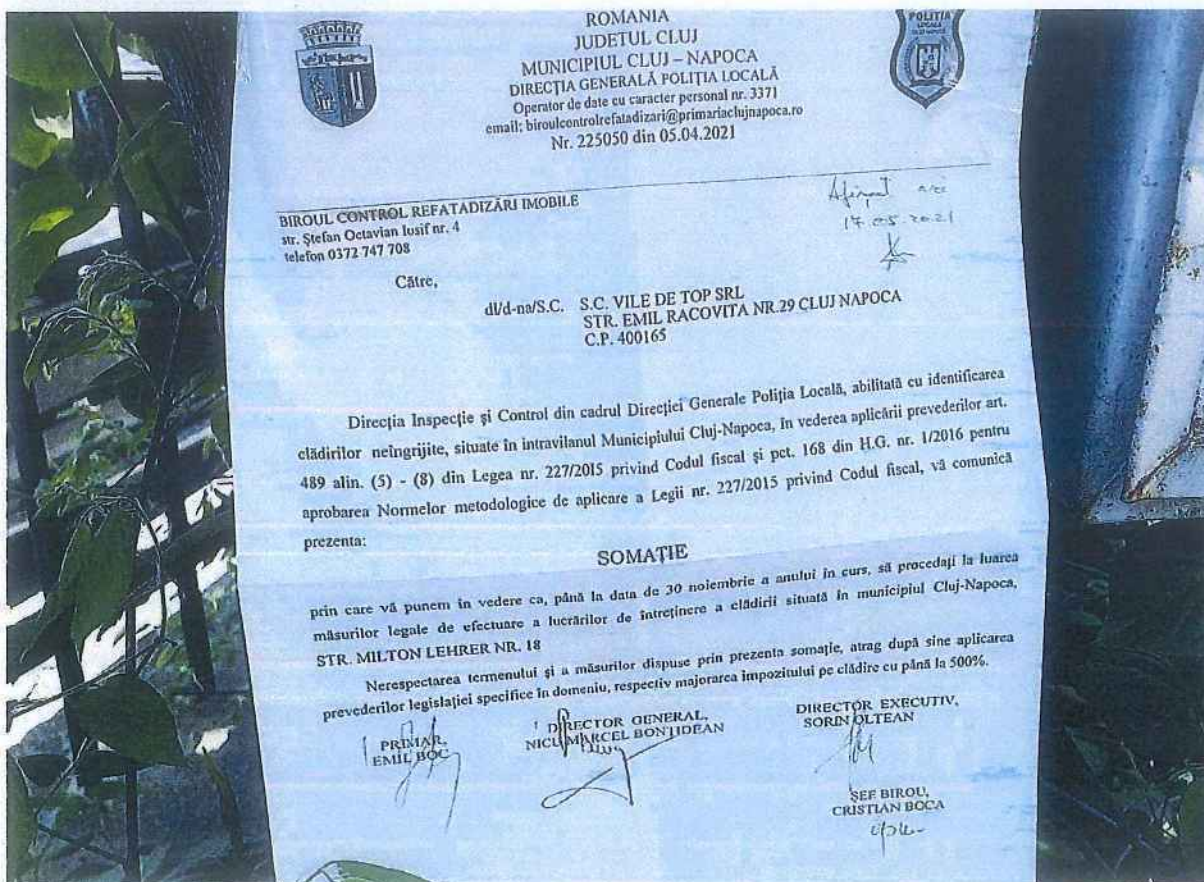 ROMANIA
JUDETUL CLUJ
MUNICIPIUL CLUJ – NAPOCA
DIRECȚIA GENERALĂ POLIȚIA LOCALĂ
Operator de date cu caracter personal nr. 3371
email: biroulcontrolrefatadizari@primariaclujnapoca.ro
Nr. 225050 din 05.04.2021
POLIȚIA
LOCALĂ
BIROUL CONTROL REFATADIZĂRI IMOBILE
str. Ștefan Octavian Iosif nr. 4
telefon 0372 747 708
Afișat
17.05.2021
Către,
dl/d-na/S.C. S.C. VILE DE TOP SRL
STR. EMIL RACOVITA NR.29 CLUJ NAPOCA
C.P. 400165
Direcția Inspecție și Control din cadrul Direcției Generale Poliția Locală, abilitată cu identificarea
clădirilor neîngrijite, situate în intravilanul Municipiului Cluj-Napoca, în vederea aplicării prevederilor art.
489 alin. (5) - (8) din Legea nr. 227/2015 privind Codul fiscal și pct. 168 din H.G. nr. 1/2016 pentru
aprobarea Normelor metodologice de aplicare a Legii nr. 227/2015 privind Codul fiscal, vă comunică
prezenta:
SOMAȚIE
prin care vă punem în vedere ca, până la data de 30 noiembrie a anului în curs, să procedați la luarea
măsurilor legale de efectuare a lucrărilor de întreținere a clădirii situată în municipiul Cluj-Napoca,
STR. MILTON LEHRER NR. 18
Nerespectarea termenului și a măsurilor dispuse prin prezenta somație, atrag după sine aplicarea
prevederilor legislației specifice în domeniu, respectiv majorarea impozitului pe clădire cu până la 500%.
PRIMAR,
EMIL BOC
DIRECTOR GENERAL,
NICU MARCEL BONȚIDEAN
DIRECTOR EXECUTIV,
SORIN OLTEAN
ȘEF BIROU,
CRISTIAN BOCA